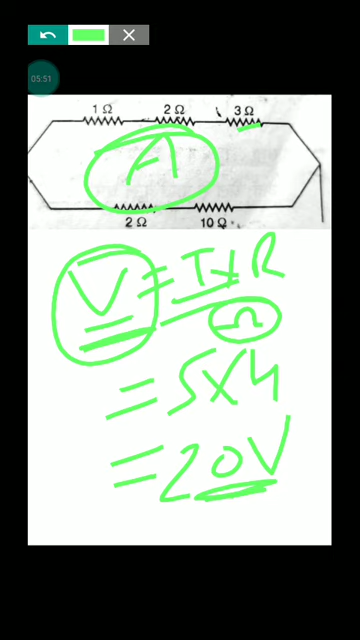 05:51
1 Ω 2 Ω 3 Ω
A
2 Ω 10 Ω
V = I x R
Ω
= 5 x 4
= 20V